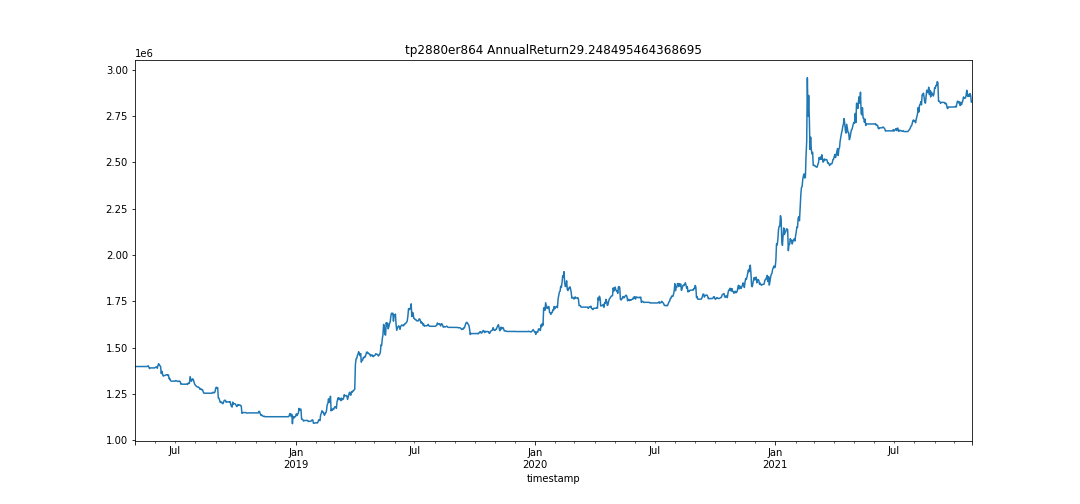 tp2880er864 AnnualReturn29.248495464368695
1e6
3.00
2.75
2.50
2.25
2.00
1.75
1.50
1.25
1.00
Jul Jan Jul Jan Jul Jan Jul
2019 2020 2021
timestamp